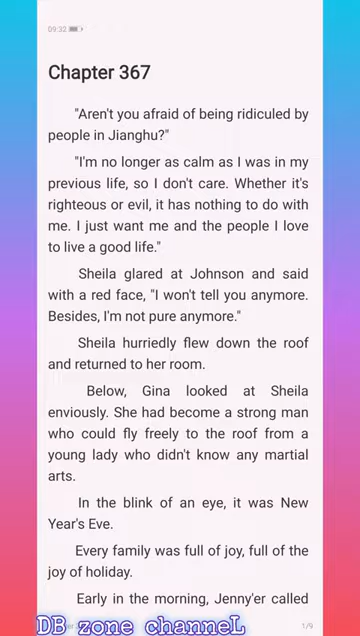 09:32
Chapter 367
"Aren't you afraid of being ridiculed by
people in Jianghu?"
"I'm no longer as calm as I was in my
previous life, so I don't care. Whether it's
righteous or evil, it has nothing to do with
me. I just want me and the people I love
to live a good life."
Sheila glared at Johnson and said
with a red face, "I won't tell you anymore.
Besides, I'm not pure anymore."
Sheila hurriedly flew down the roof
and returned to her room.
Below, Gina looked at Sheila
enviously. She had become a strong man
who could fly freely to the roof from a
young lady who didn't know any martial
arts.
In the blink of an eye, it was New
Year's Eve.
Every family was full of joy, full of the
joy of holiday.
Early in the morning, Jenny'er called
1/9
DB zone channeL